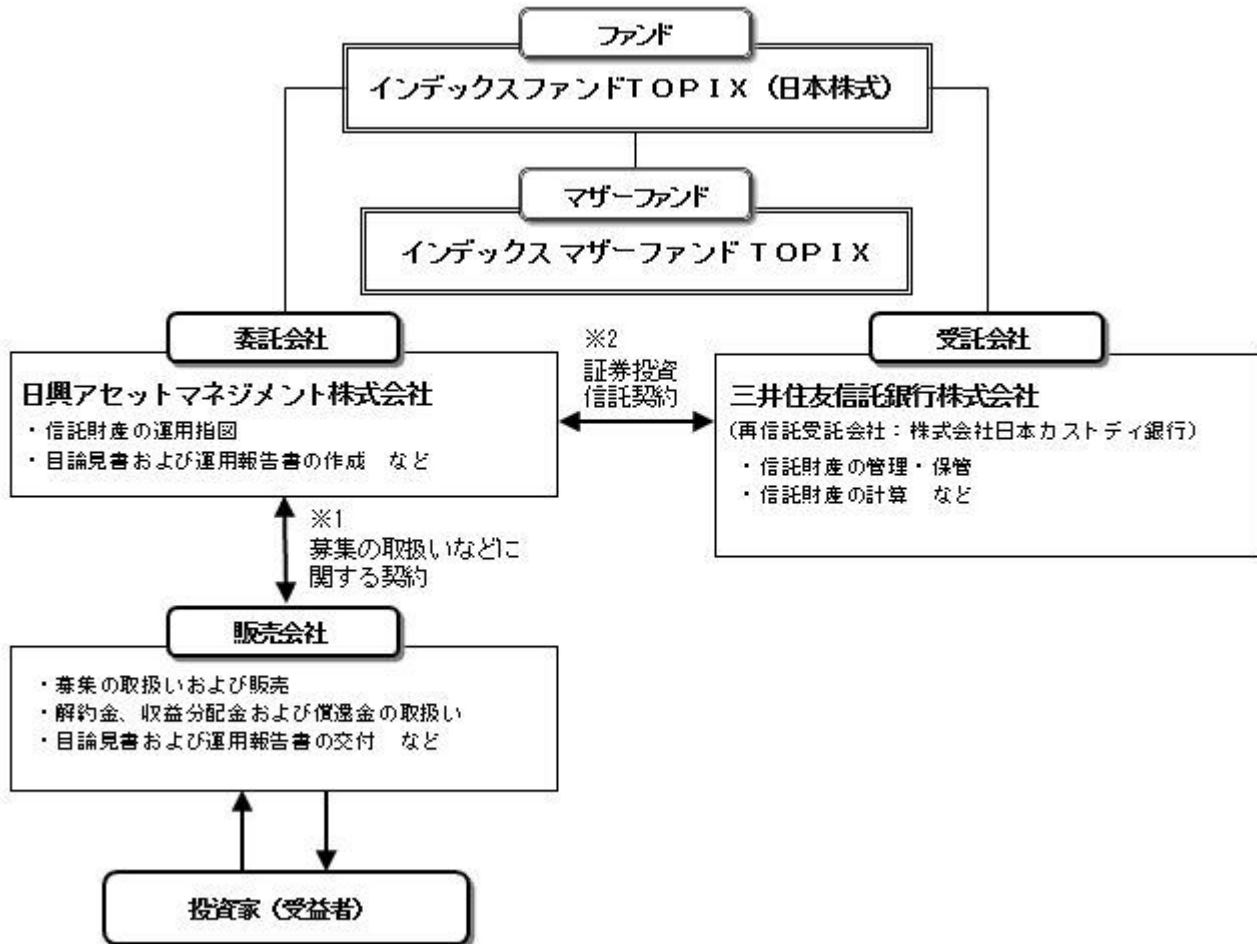 ファンド
インデックスファンドTOPIX（日本株式）
マザーファンド
インデックス マザーファンド TOPIX
委託会社
日興アセットマネジメント株式会社
・信託財産の運用指図
・目論見書および運用報告書の作成　など
※2
証券投資
信託契約
受託会社
三井住友信託銀行株式会社
（再信託受託会社：株式会社日本カストディ銀行）
・信託財産の管理・保管
・信託財産の計算　など
※1
募集の取扱いなどに
関する契約
販売会社
・募集の取扱いおよび販売
・解約金、収益分配金および償還金の取扱い
・目論見書および運用報告書の交付　など
投資家（受益者）